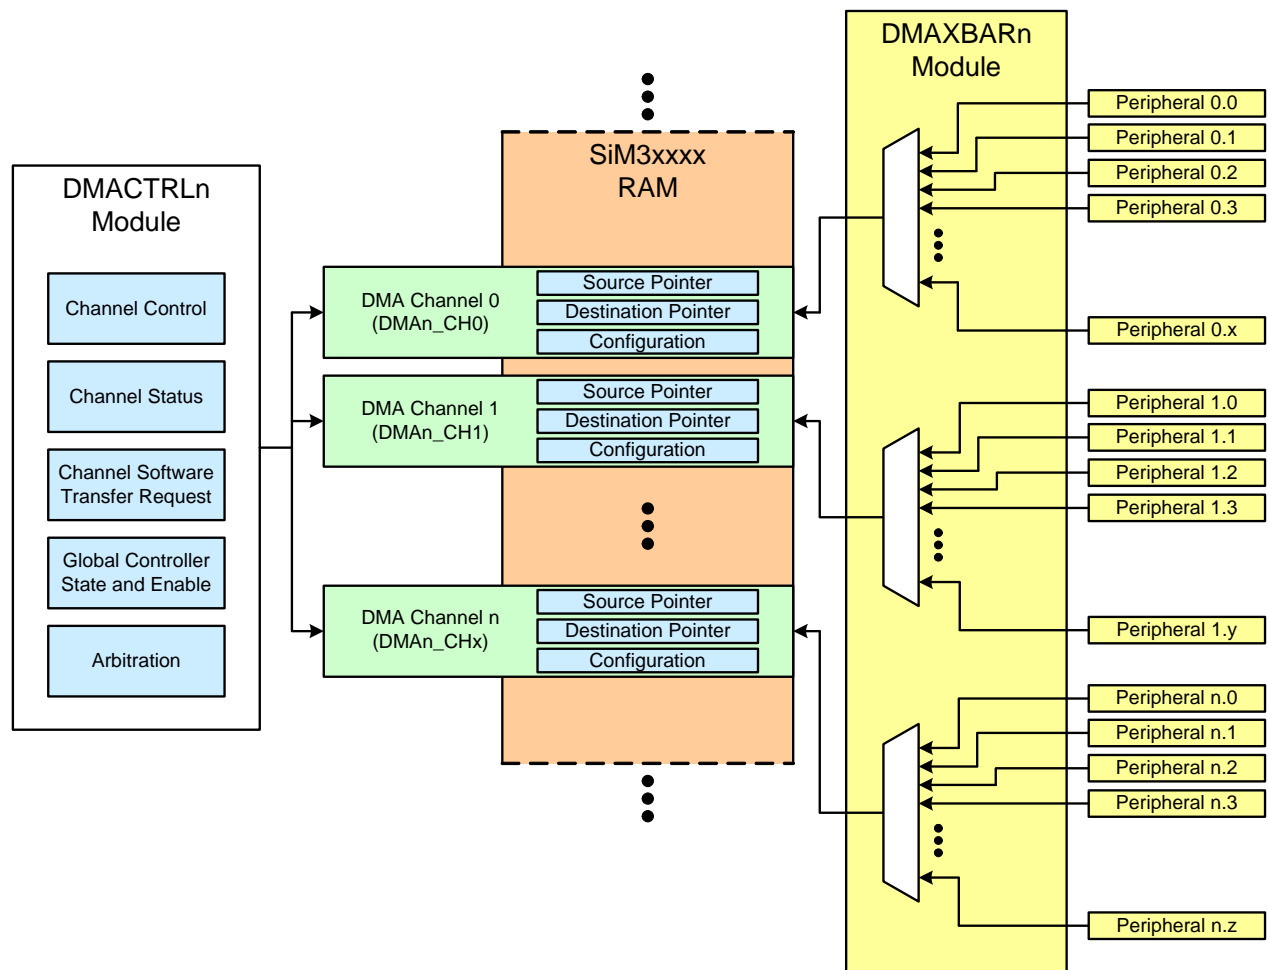 DMACTRLn
Module
Channel Control
Channel Status
Channel Software
Transfer Request
Global Controller
State and Enable
Arbitration
SiM3xxxx
RAM
DMA Channel 0
(DMAn_CH0)
Source Pointer
Destination Pointer
Configuration
DMA Channel 1
(DMAn_CH1)
Source Pointer
Destination Pointer
Configuration
DMA Channel n
(DMAn_CHx)
Source Pointer
Destination Pointer
Configuration
DMAXBARn
Module
Peripheral 0.0
Peripheral 0.1
Peripheral 0.2
Peripheral 0.3
Peripheral 0.x
Peripheral 1.0
Peripheral 1.1
Peripheral 1.2
Peripheral 1.3
Peripheral 1.y
Peripheral n.0
Peripheral n.1
Peripheral n.2
Peripheral n.3
Peripheral n.z